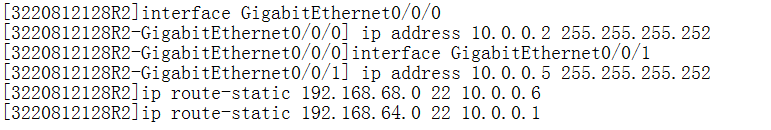 [3220812128R2]interface GigabitEthernet0/0/0
[3220812128R2-GigabitEthernet0/0/0] ip address 10.0.0.2 255.255.255.252
[3220812128R2-GigabitEthernet0/0/0]interface GigabitEthernet0/0/1
[3220812128R2-GigabitEthernet0/0/1] ip address 10.0.0.5 255.255.255.252
[3220812128R2]ip route-static 192.168.68.0 22 10.0.0.6
[3220812128R2]ip route-static 192.168.64.0 22 10.0.0.1